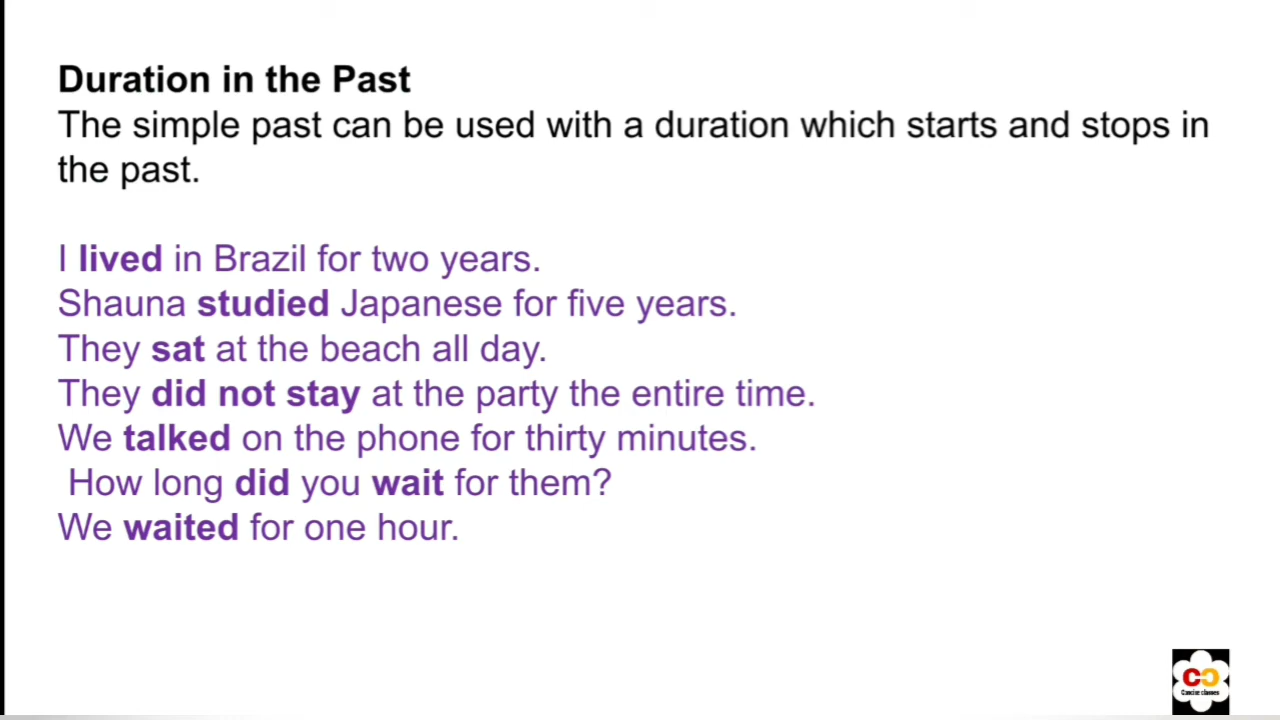 Duration in the Past
The simple past can be used with a duration which starts and stops in
the past.
I lived in Brazil for two years.
Shauna studied Japanese for five years.
They sat at the beach all day.
They did not stay at the party the entire time.
We talked on the phone for thirty minutes.
How long did you wait for them?
We waited for one hour.
CC
Concise classes